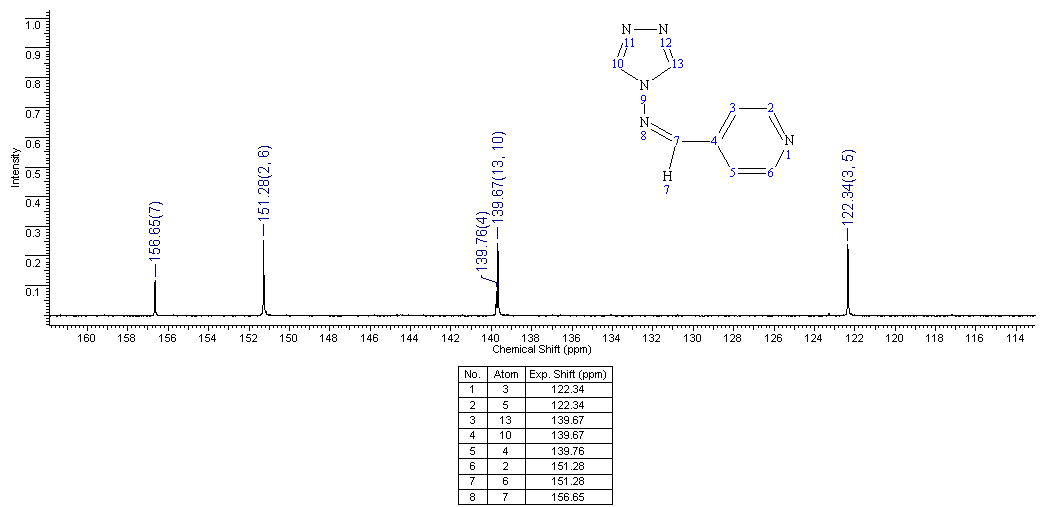 1.0
0.9
0.8
0.7
0.6
0.5
0.4
0.3
0.2
0.1
Intensity
N N
11 12
10 13
N
9
N
8
7
H
7
4
3
2
N
1
5
6
156.65(7)
151.28(2, 6)
139.76(4)
139.67(13, 10)
122.34(3, 5)
160 158 156 154 152 150 148 146 144 142 140 138 136 134 132 130 128 126 124 122 120 118 116 114
Chemical Shift (ppm)
No. Atom Exp. Shift (ppm)
1 3 122.34
2 5 122.34
3 13 139.67
4 10 139.67
5 4 139.76
6 2 151.28
7 6 151.28
8 7 156.65